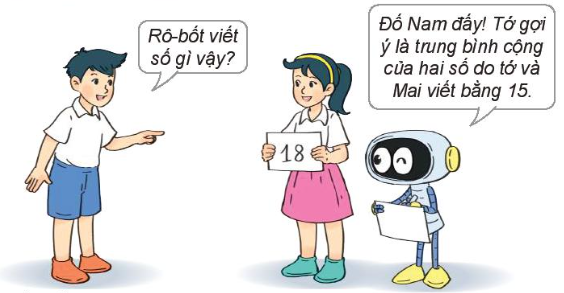 Rô-bốt viết
số gì vậy?
Đố Nam đấy! Tớ gợi
ý là trung bình cộng
của hai số do tớ và
Mai viết bằng 15.
18